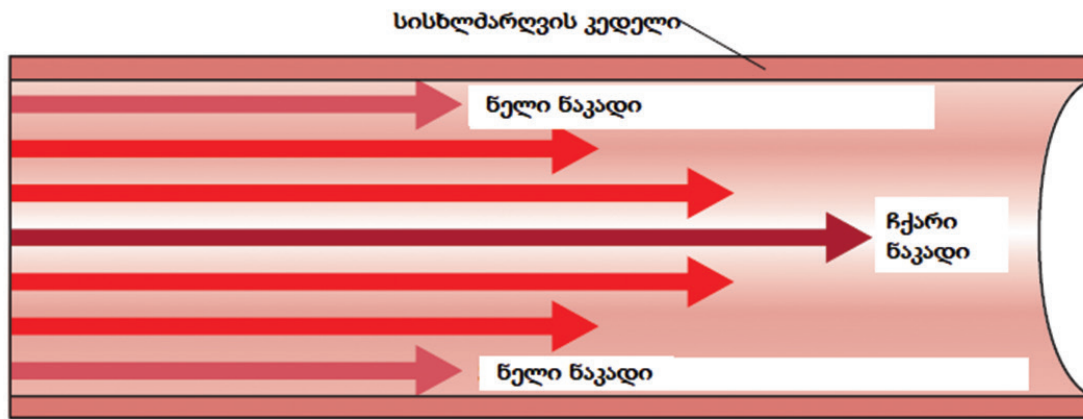 სისხლძარღვის კედელი
ნელი ნაკადი
ჩქარი
ნაკადი
ნელი ნაკადი